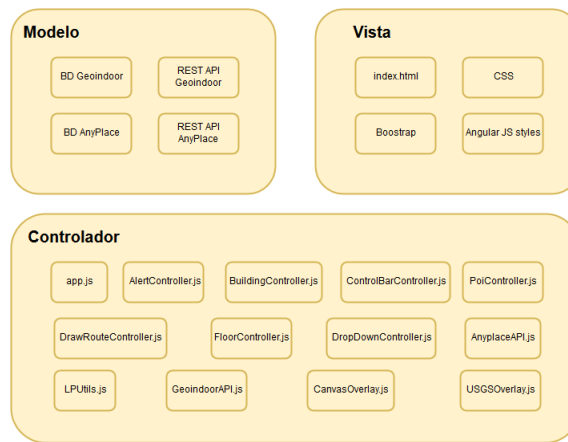 Modelo
BD Geoindoor
REST API
Geoindoor
BD AnyPlace
REST API
AnyPlace
Vista
index.html
CSS
Boostrap
Angular JS styles
Controlador
app.js
AlertController.js
BuildingController.js
ControlBarController.js
PoiController.js
DrawRouteController.js
FloorController.js
DropDownController.js
AnyplaceAPI.js
LPUtils.js
GeoindoorAPI.js
CanvasOverlay.js
USGSOverlay.js